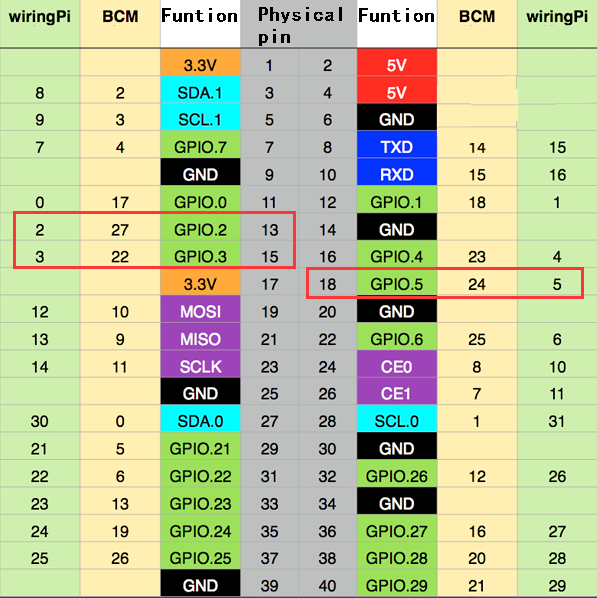 wiringPi BCM Funtion Physical pin Funtion BCM wiringPi
3.3V 1 2 5V
8 2 SDA.1 3 4 5V
9 3 SCL.1 5 6 GND
7 4 GPIO.7 7 8 TXD 14 15
GND 9 10 RXD 15 16
0 17 GPIO.0 11 12 GPIO.1 18 1
2 27 GPIO.2 13 14 GND
3 22 GPIO.3 15 16 GPIO.4 23 4
3.3V 17 18 GPIO.5 24 5
12 10 MOSI 19 20 GND
13 9 MISO 21 22 GPIO.6 25 6
14 11 SCLK 23 24 CE0 8 10
GND 25 26 CE1 7 11
30 0 SDA.0 27 28 SCL.0 1 31
21 5 GPIO.21 29 30 GND
22 6 GPIO.22 31 32 GPIO.26 12 26
23 13 GPIO.23 33 34 GND
24 19 GPIO.24 35 36 GPIO.27 16 27
25 26 GPIO.25 37 38 GPIO.28 20 28
GND 39 40 GPIO.29 21 29